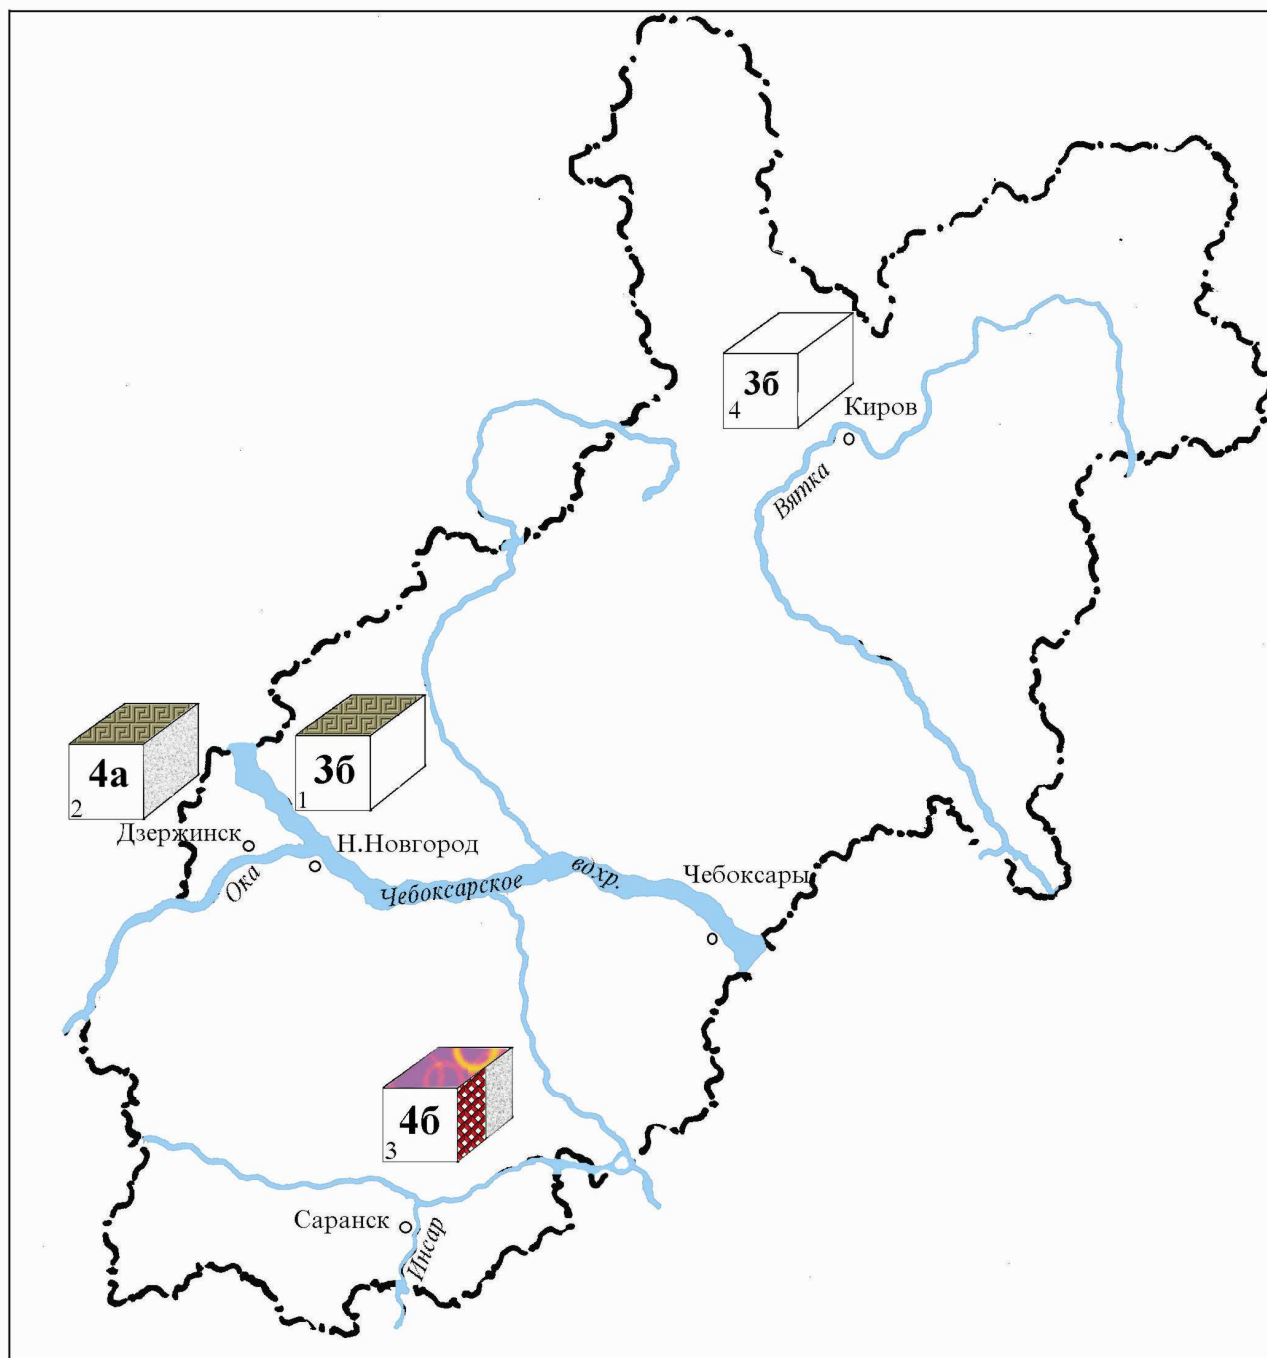 3б
4
Киров
Вятка
4а
2
3б
1
Дзержинск
Н.Новгород
Ока
Чебоксарское
вдхр.
Чебоксары
4б
3
Саранск
Инсар